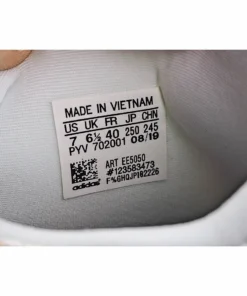 MADE IN VIETNAM
US UK FR JP CHN
7 6½ 40 250 245
PYV 702001 08/19
ART EE5050
#123583473
adidas F%6HQJPI82226